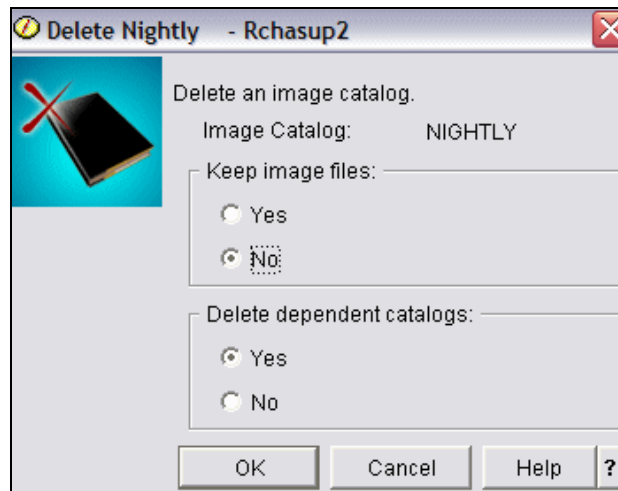 Delete Nightly - Rchasup2
Delete an image catalog.
Image Catalog: NIGHTLY
Keep image files:
Yes
No
Delete dependent catalogs:
Yes
No
OK Cancel Help ?